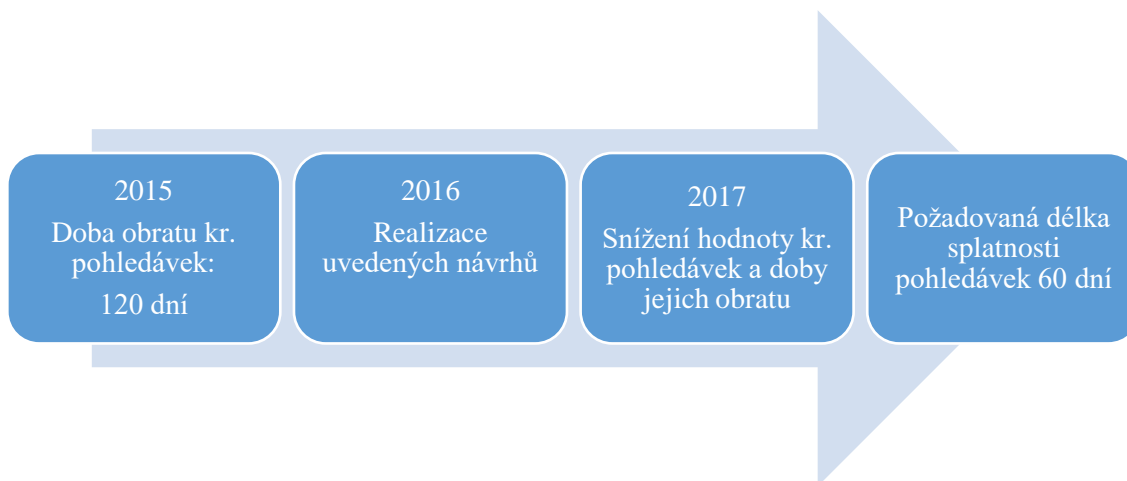 2015
Doba obratu kr.
pohledávek:
120 dní
2016
Realizace
uvedených návrhů
2017
Snížení hodnoty kr.
pohledávek a doby
jejich obratu
Požadovaná délka
splatnosti
pohledávek 60 dní